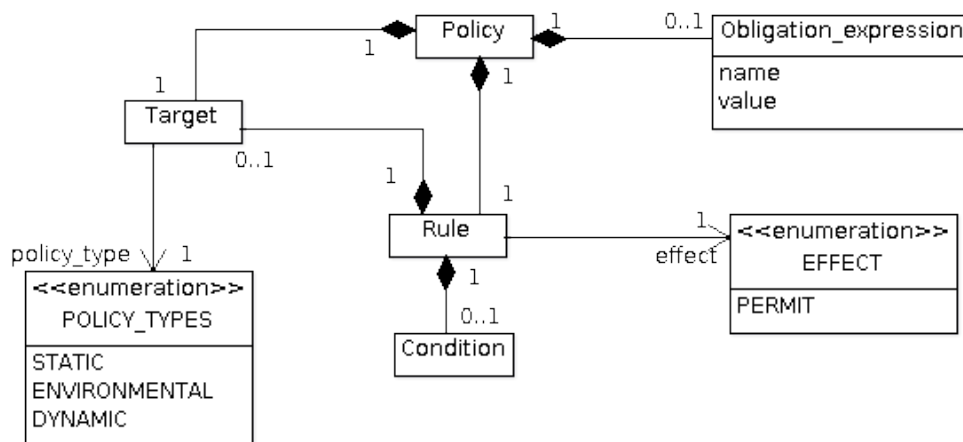 Policy
1
0..1
Obligation_expression
name
value
1
1
1
Target
0..1
1
1
Rule
1
effect
<<enumeration>>
EFFECT
PERMIT
policy_type
1
<<enumeration>>
POLICY_TYPES
STATIC
ENVIRONMENTAL
DYNAMIC
1
0..1
Condition